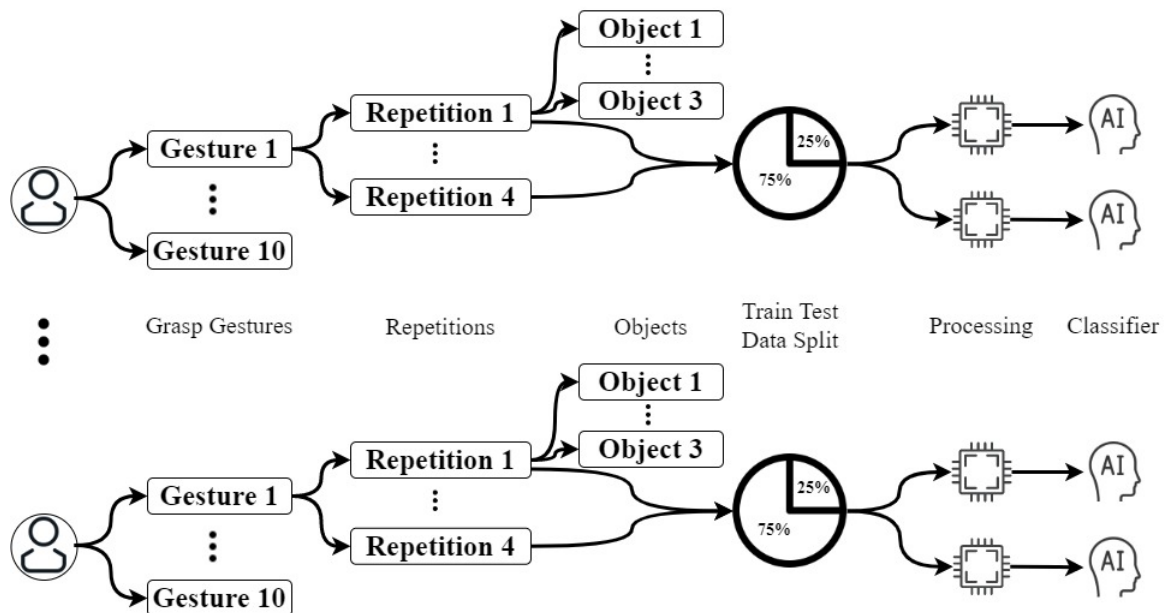 Object 1
Object 3
Repetition 1
Gesture 1
25%
AI
75%
Repetition 4
AI
Gesture 10
Grasp Gestures
Repetitions
Objects
Train Test
Data Split
Processing
Classifier
Object 1
Object 3
Repetition 1
Gesture 1
25%
AI
75%
Repetition 4
AI
Gesture 10